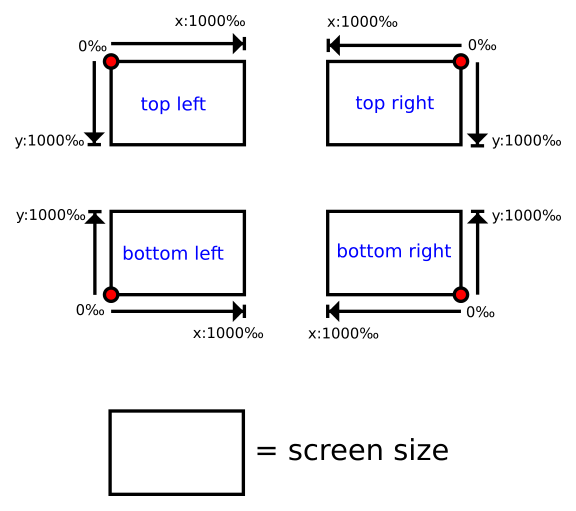 x:1000‰
0‰
top left
y:1000‰
x:1000‰
0‰
top right
y:1000‰
y:1000‰
bottom left
0‰
x:1000‰
y:1000‰
bottom right
0‰
x:1000‰
= screen size